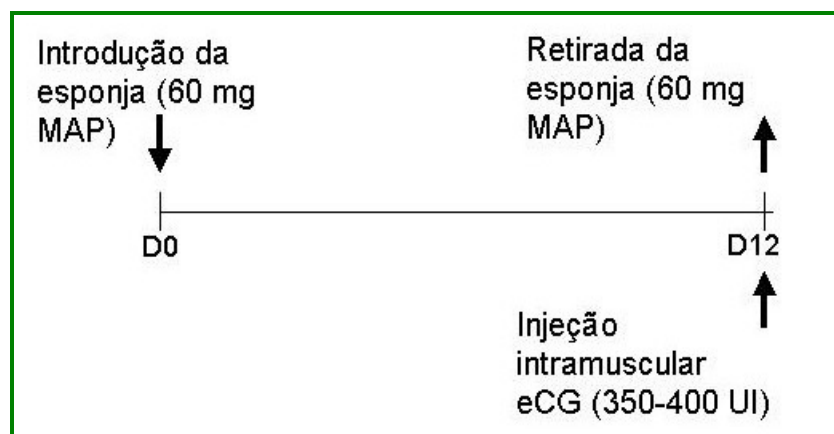 Introdução da
esponja (60 mg
MAP)
Retirada da
esponja (60 mg
MAP)
D0
D12
Injeção
intramuscular
eCG (350-400 UI)